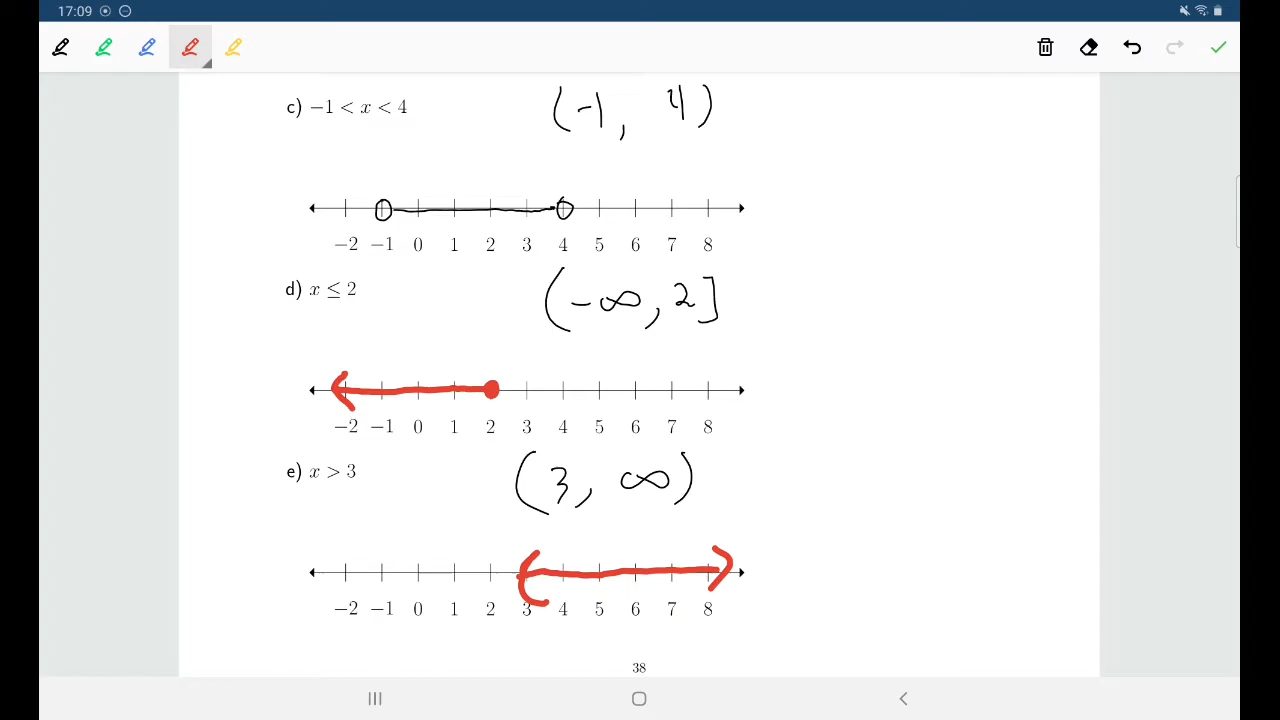 17:09
c) −1 < x < 4 (-1, 4)
−2 −1 0 1 2 3 4 5 6 7 8
d) x ≤ 2 (-∞, 2]
−2 −1 0 1 2 3 4 5 6 7 8
e) x > 3 (3, ∞)
−2 −1 0 1 2 3 4 5 6 7 8
38